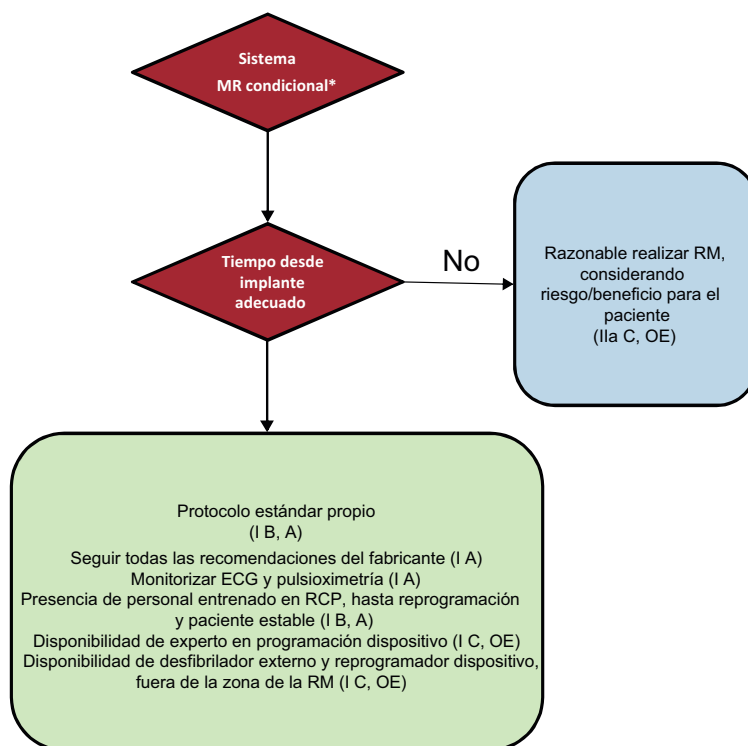 Sistema
MR condicional*
Tiempo desde
implante
adecuado
No
Razonable realizar RM,
considerando
riesgo/beneficio para el
paciente
(IIa C, OE)
Protocolo estándar propio
(I B, A)
Seguir todas las recomendaciones del fabricante (I A)
Monitorizar ECG y pulsioximetría (I A)
Presencia de personal entrenado en RCP, hasta reprogramación
y paciente estable (I B, A)
Disponibilidad de experto en programación dispositivo (I C, OE)
Disponibilidad de desfibrilador externo y reprogramador dispositivo,
fuera de la zona de la RM (I C, OE)